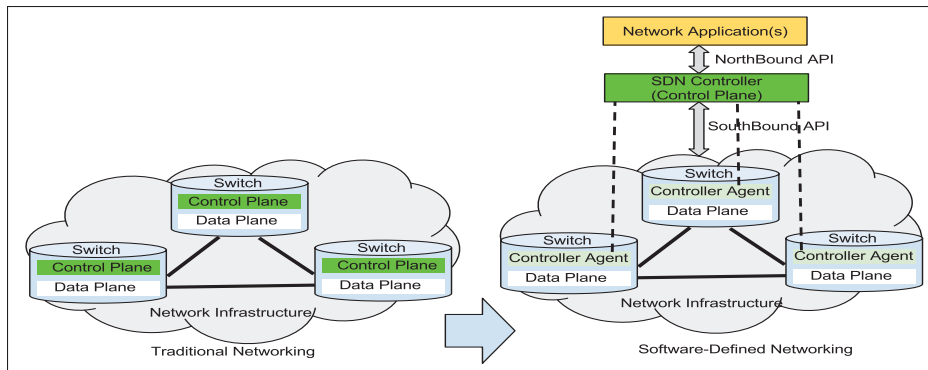 Switch
Control Plane
Data Plane
Switch
Control Plane
Data Plane
Switch
Control Plane
Data Plane
Network Infrastructure
Traditional Networking
Network Application(s)
NorthBound API
SDN Controller
(Control Plane)
SouthBound API
Switch
Controller Agent
Data Plane
Switch
Controller Agent
Data Plane
Switch
Controller Agent
Data Plane
Network Infrastructure
Software-Defined Networking